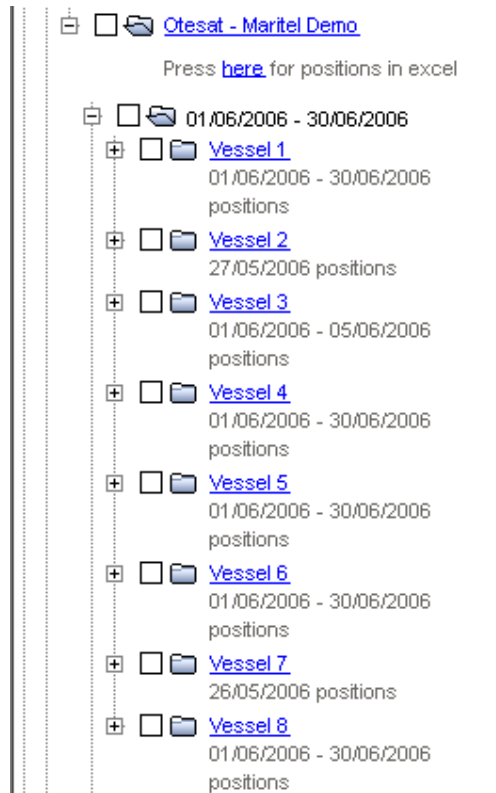 Otesat - Maritel Demo
Press here for positions in excel
01/06/2006 - 30/06/2006
Vessel 1
01/06/2006 - 30/06/2006
positions
Vessel 2
27/05/2006 positions
Vessel 3
01/06/2006 - 05/06/2006
positions
Vessel 4
01/06/2006 - 30/06/2006
positions
Vessel 5
01/06/2006 - 30/06/2006
positions
Vessel 6
01/06/2006 - 30/06/2006
positions
Vessel 7
26/05/2006 positions
Vessel 8
01/06/2006 - 30/06/2006
positions